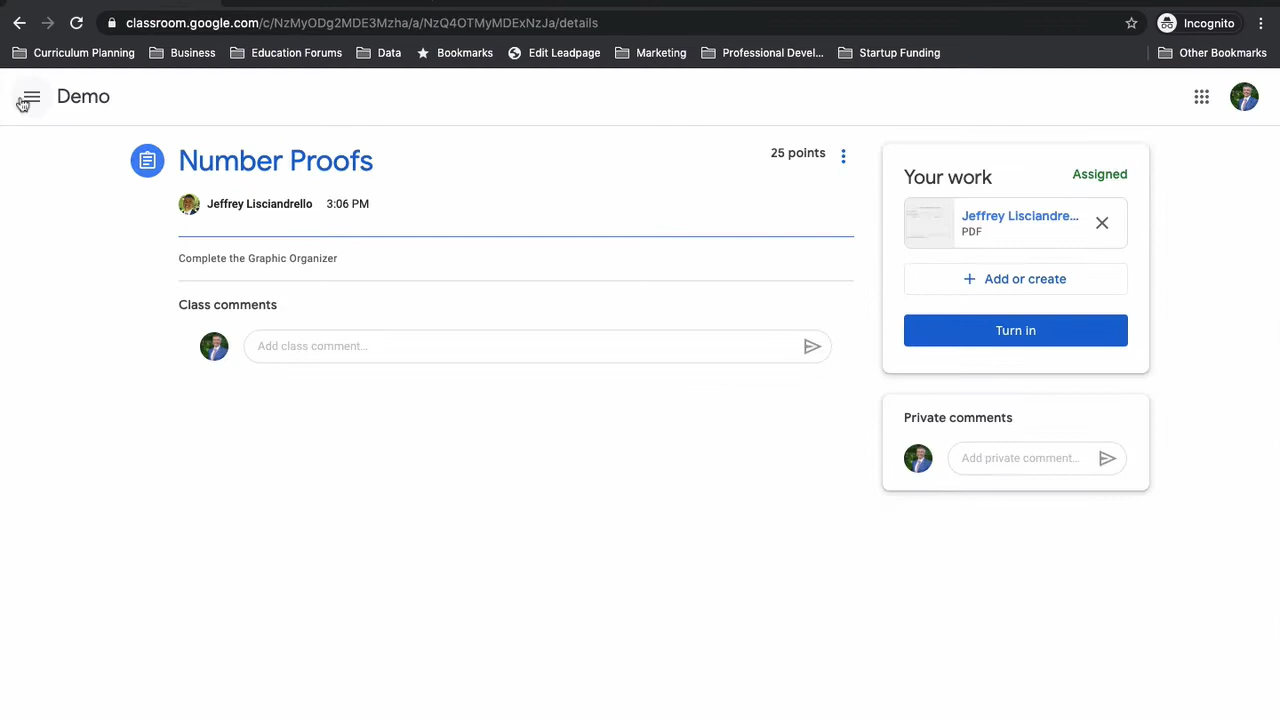 classroom.google.com/c/NzMyODg2MDE3Mzha/a/NzQ4OTMyMDExNzJa/details
Incognito
Curriculum Planning Business Education Forums Data Bookmarks Edit Leadpage Marketing Professional Devel... Startup Funding Other Bookmarks
Demo
Number Proofs
25 points
Jeffrey Lisciandrello 3:06 PM
Complete the Graphic Organizer
Class comments
Add class comment...
Your work
Assigned
Jeffrey Lisciandre...
PDF
+ Add or create
Turn in
Private comments
Add private comment...